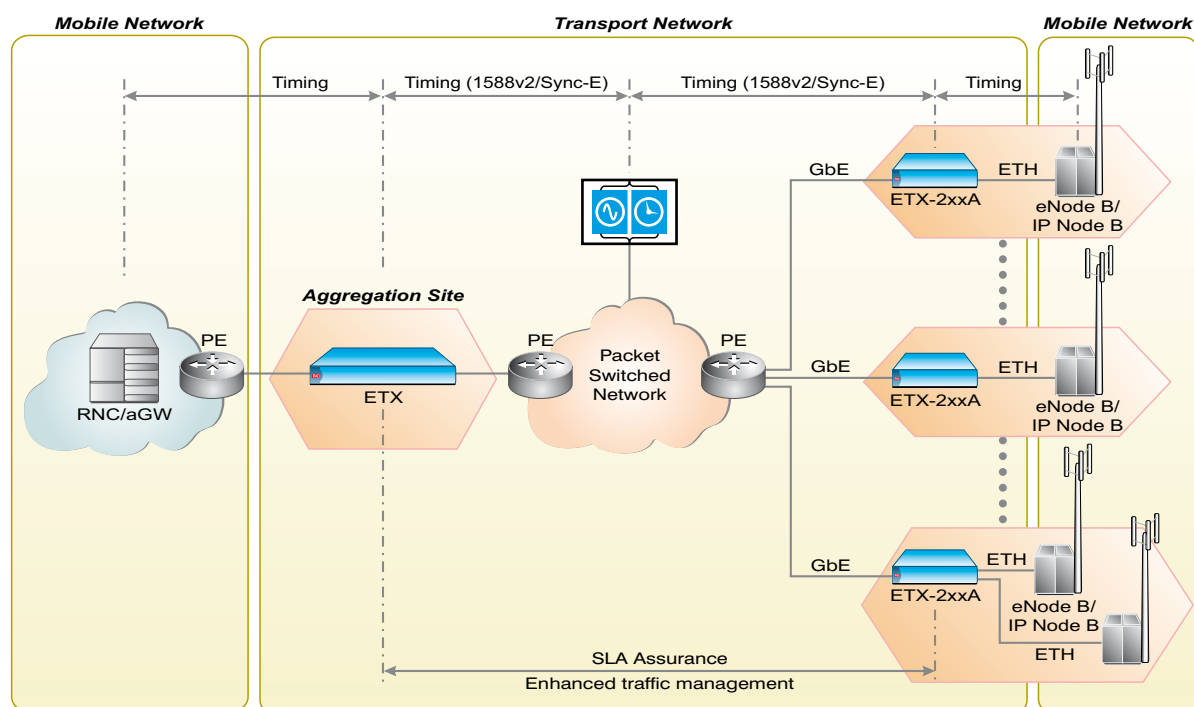 Mobile Network
Transport Network
Mobile Network
Timing
Timing (1588v2/Sync-E)
Timing (1588v2/Sync-E)
Timing
GbE
ETX-2xxA
ETH
eNode B/
IP Node B
Aggregation Site
PE
RNC/aGW
ETX
PE
Packet
Switched
Network
PE
GbE
ETX-2xxA
ETH
eNode B/
IP Node B
GbE
ETX-2xxA
ETH
eNode B/
IP Node B
ETH
SLA Assurance
Enhanced traffic management